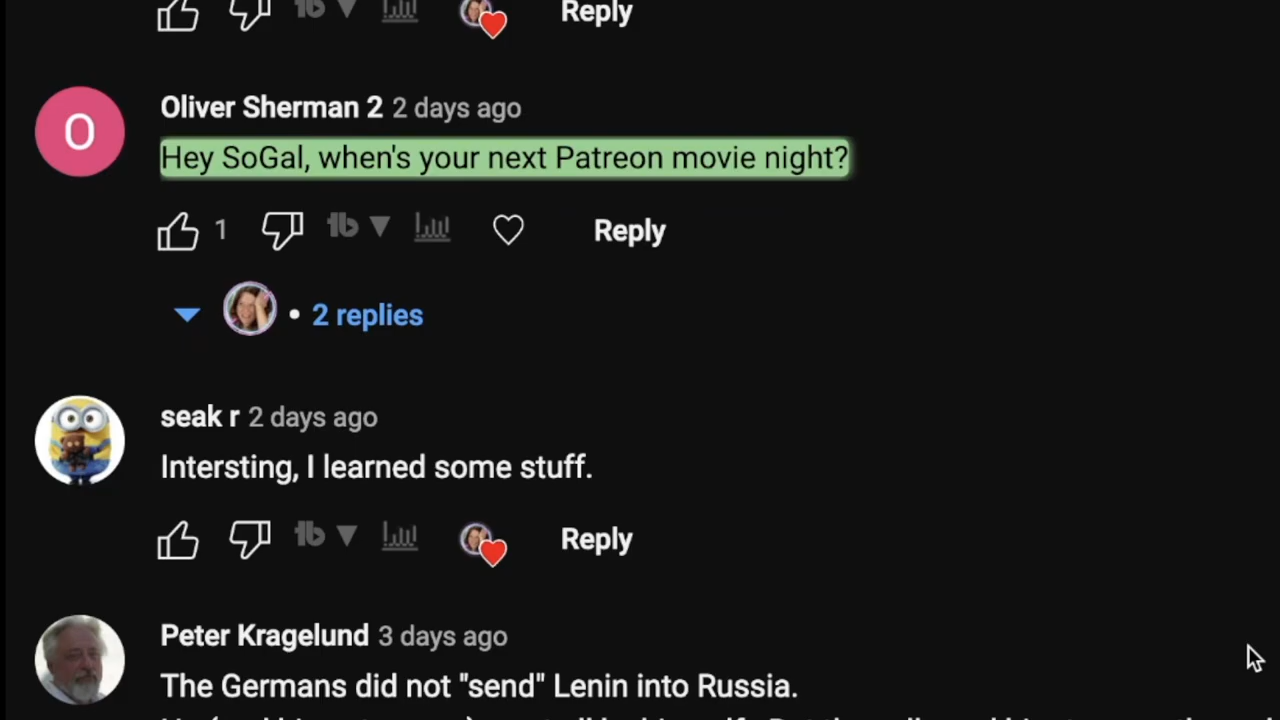 Reply
Oliver Sherman 2 2 days ago
Hey SoGal, when's your next Patreon movie night?
1 Reply
• 2 replies
seak r 2 days ago
Intersting, I learned some stuff.
Reply
Peter Kragelund 3 days ago
The Germans did not "send" Lenin into Russia.